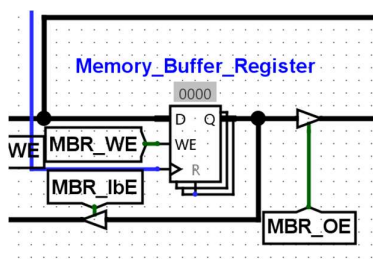 Memory_Buffer_Register
0000
D Q
WE MBR_WE WE
R
MBR_IbE
MBR_OE